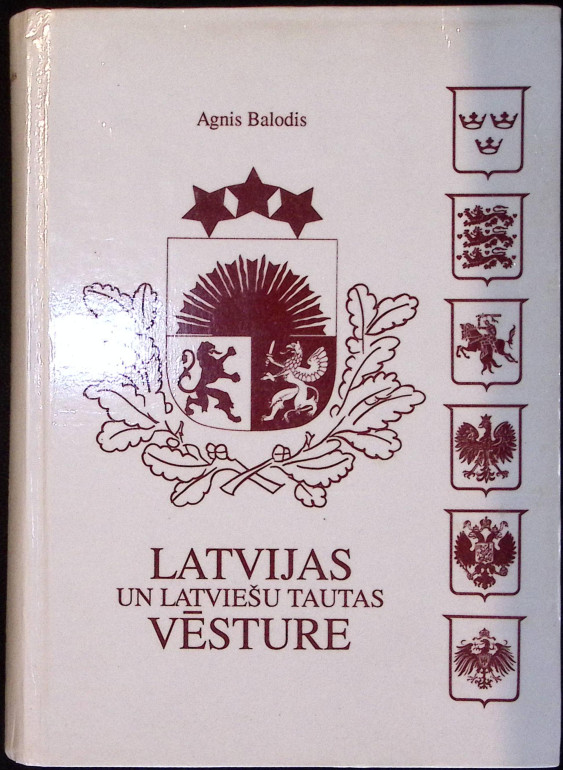 Agnis Balodis
LATVIJAS
UN LATVIEŠU TAUTAS
VĒSTURE